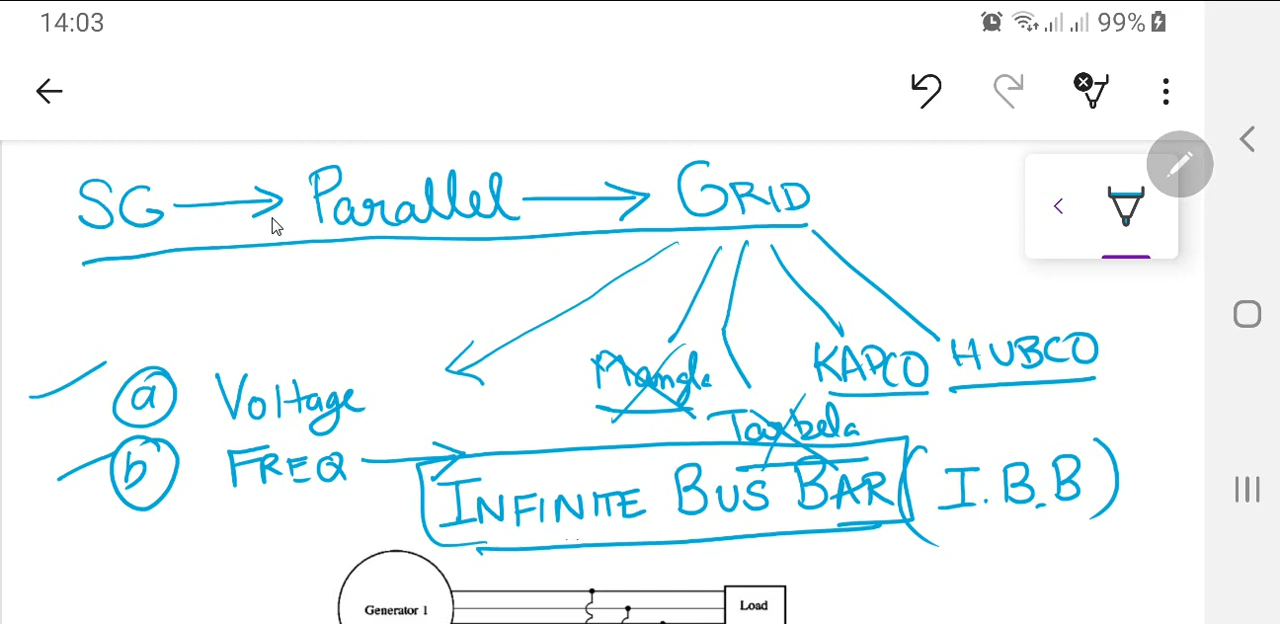 14:03 99%
SG → Parallel → GRID
Mangla KAPCO HUBCO
a Voltage Tarbela
b FREQ → INFINITE BUS BAR (I.B.B)
Generator 1 Load